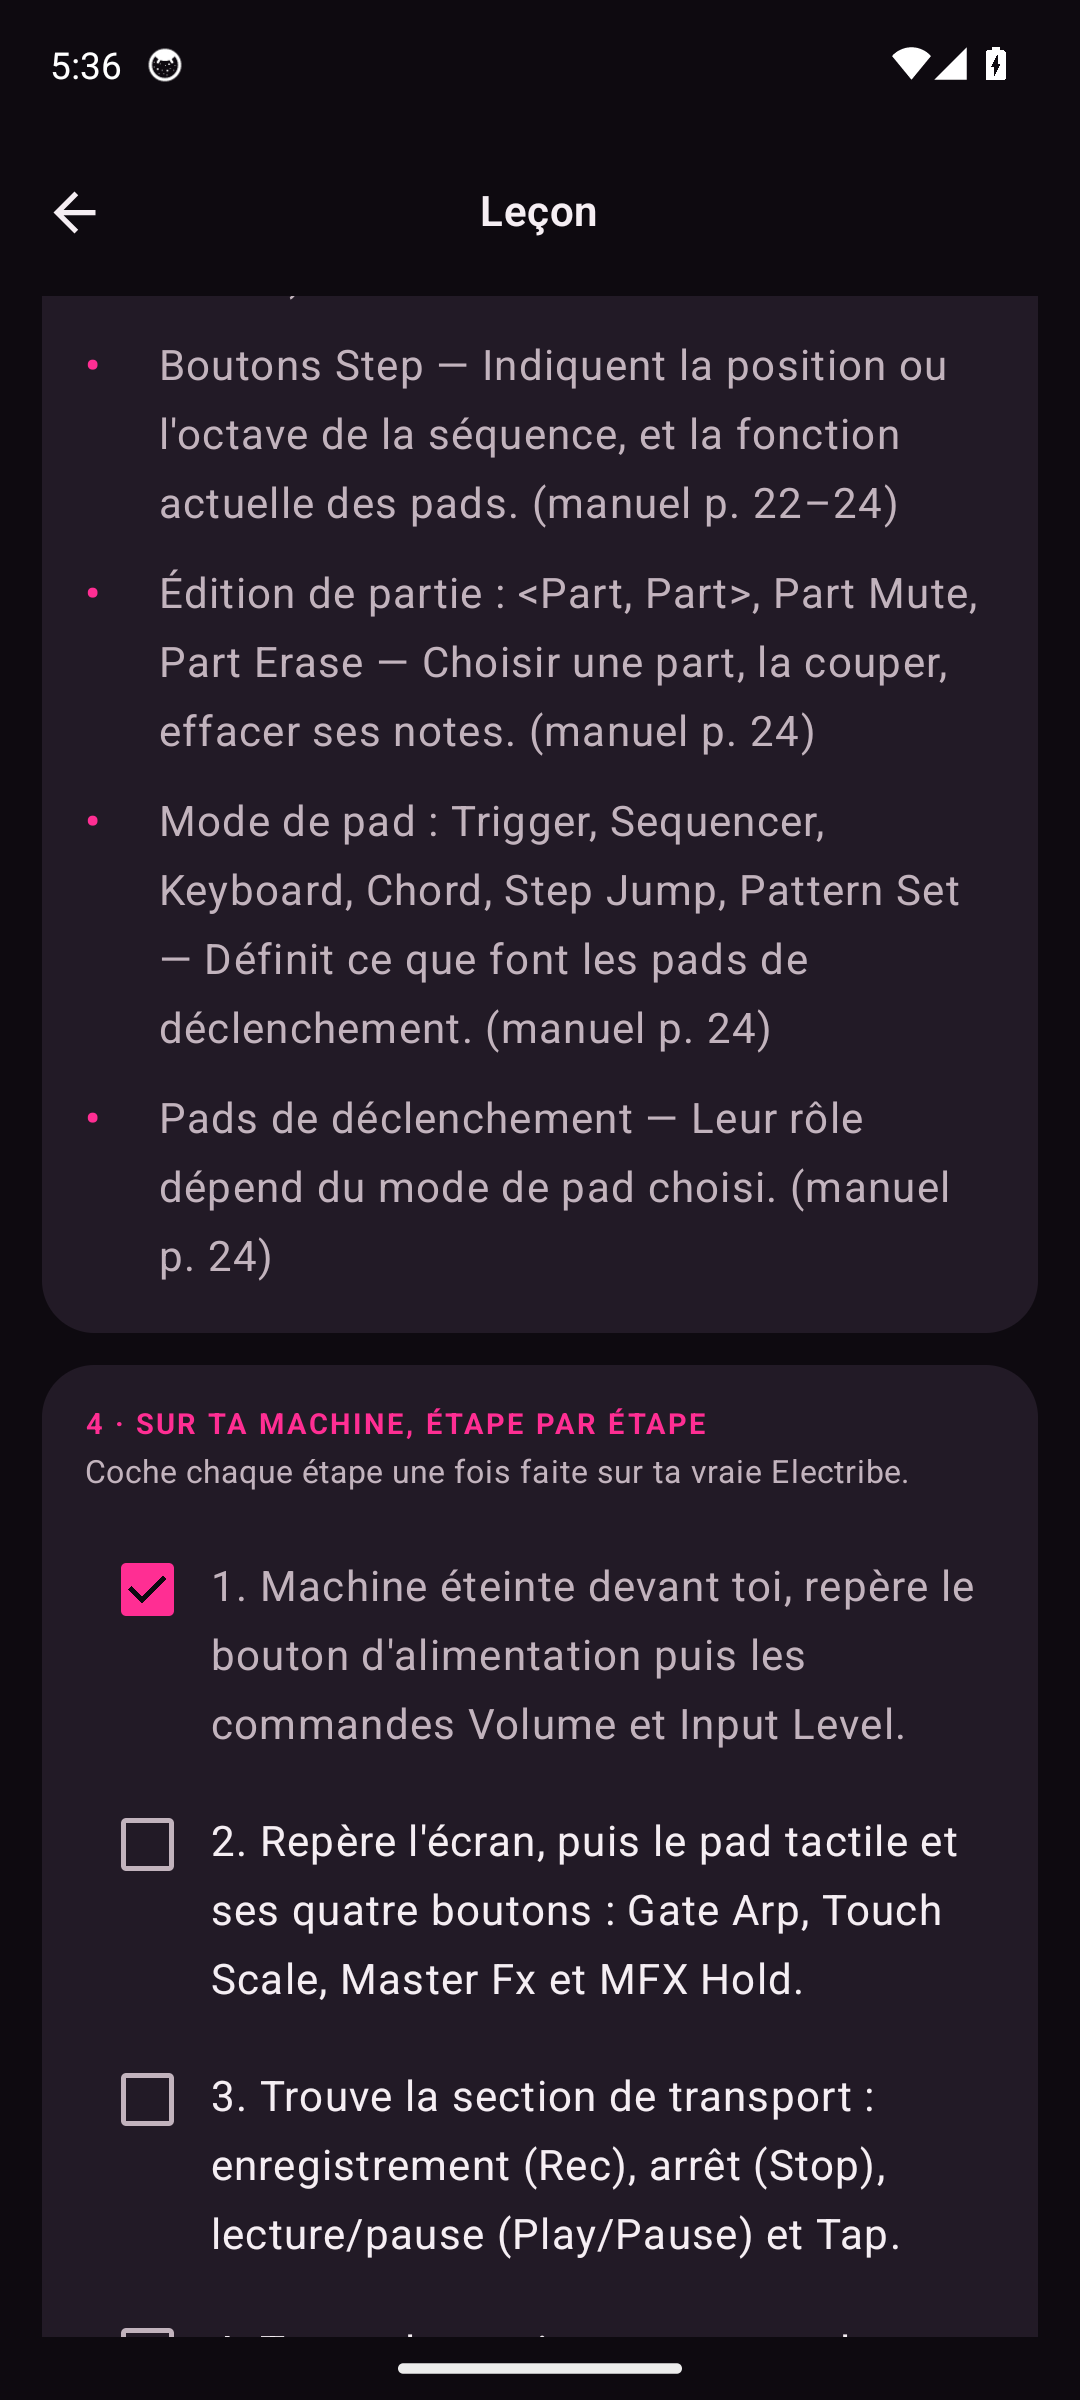 5:36
Leçon
• Boutons Step — Indiquent la position ou
l'octave de la séquence, et la fonction
actuelle des pads. (manuel p. 22–24)
• Édition de partie : <Part, Part>, Part Mute,
Part Erase — Choisir une part, la couper,
effacer ses notes. (manuel p. 24)
• Mode de pad : Trigger, Sequencer,
Keyboard, Chord, Step Jump, Pattern Set
— Définit ce que font les pads de
déclenchement. (manuel p. 24)
• Pads de déclenchement — Leur rôle
dépend du mode de pad choisi. (manuel
p. 24)
4 · SUR TA MACHINE, ÉTAPE PAR ÉTAPE
Coche chaque étape une fois faite sur ta vraie Electribe.
1. Machine éteinte devant toi, repère le
bouton d'alimentation puis les
commandes Volume et Input Level.
2. Repère l'écran, puis le pad tactile et
ses quatre boutons : Gate Arp, Touch
Scale, Master Fx et MFX Hold.
3. Trouve la section de transport :
enregistrement (Rec), arrêt (Stop),
lecture/pause (Play/Pause) et Tap.